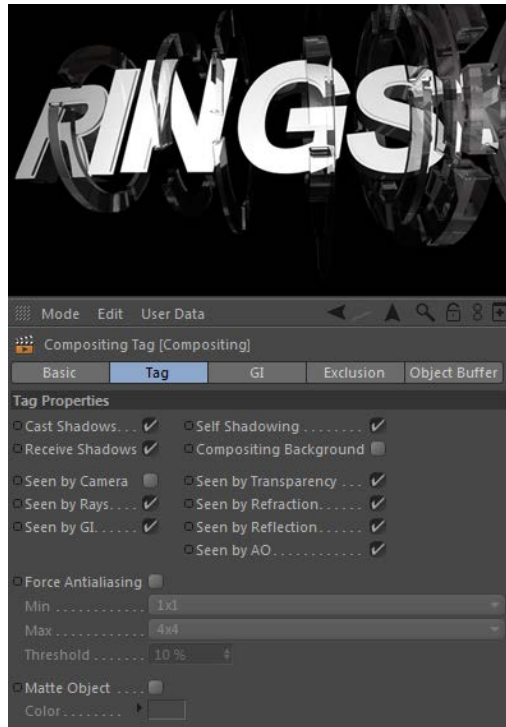 RINGS
Mode Edit User Data
Compositing Tag [Compositing]
Basic Tag GI Exclusion Object Buffer
Tag Properties
Cast Shadows... Self Shadowing ........
Receive Shadows Compositing Background
Seen by Camera Seen by Transparency ...
Seen by Rays.... Seen by Refraction......
Seen by GI...... Seen by Reflection......
Seen by AO............
Force Antialiasing
Min ........... 1x1
Max ........... 4x4
Threshold ...... 10 %
Matte Object ....
Color........